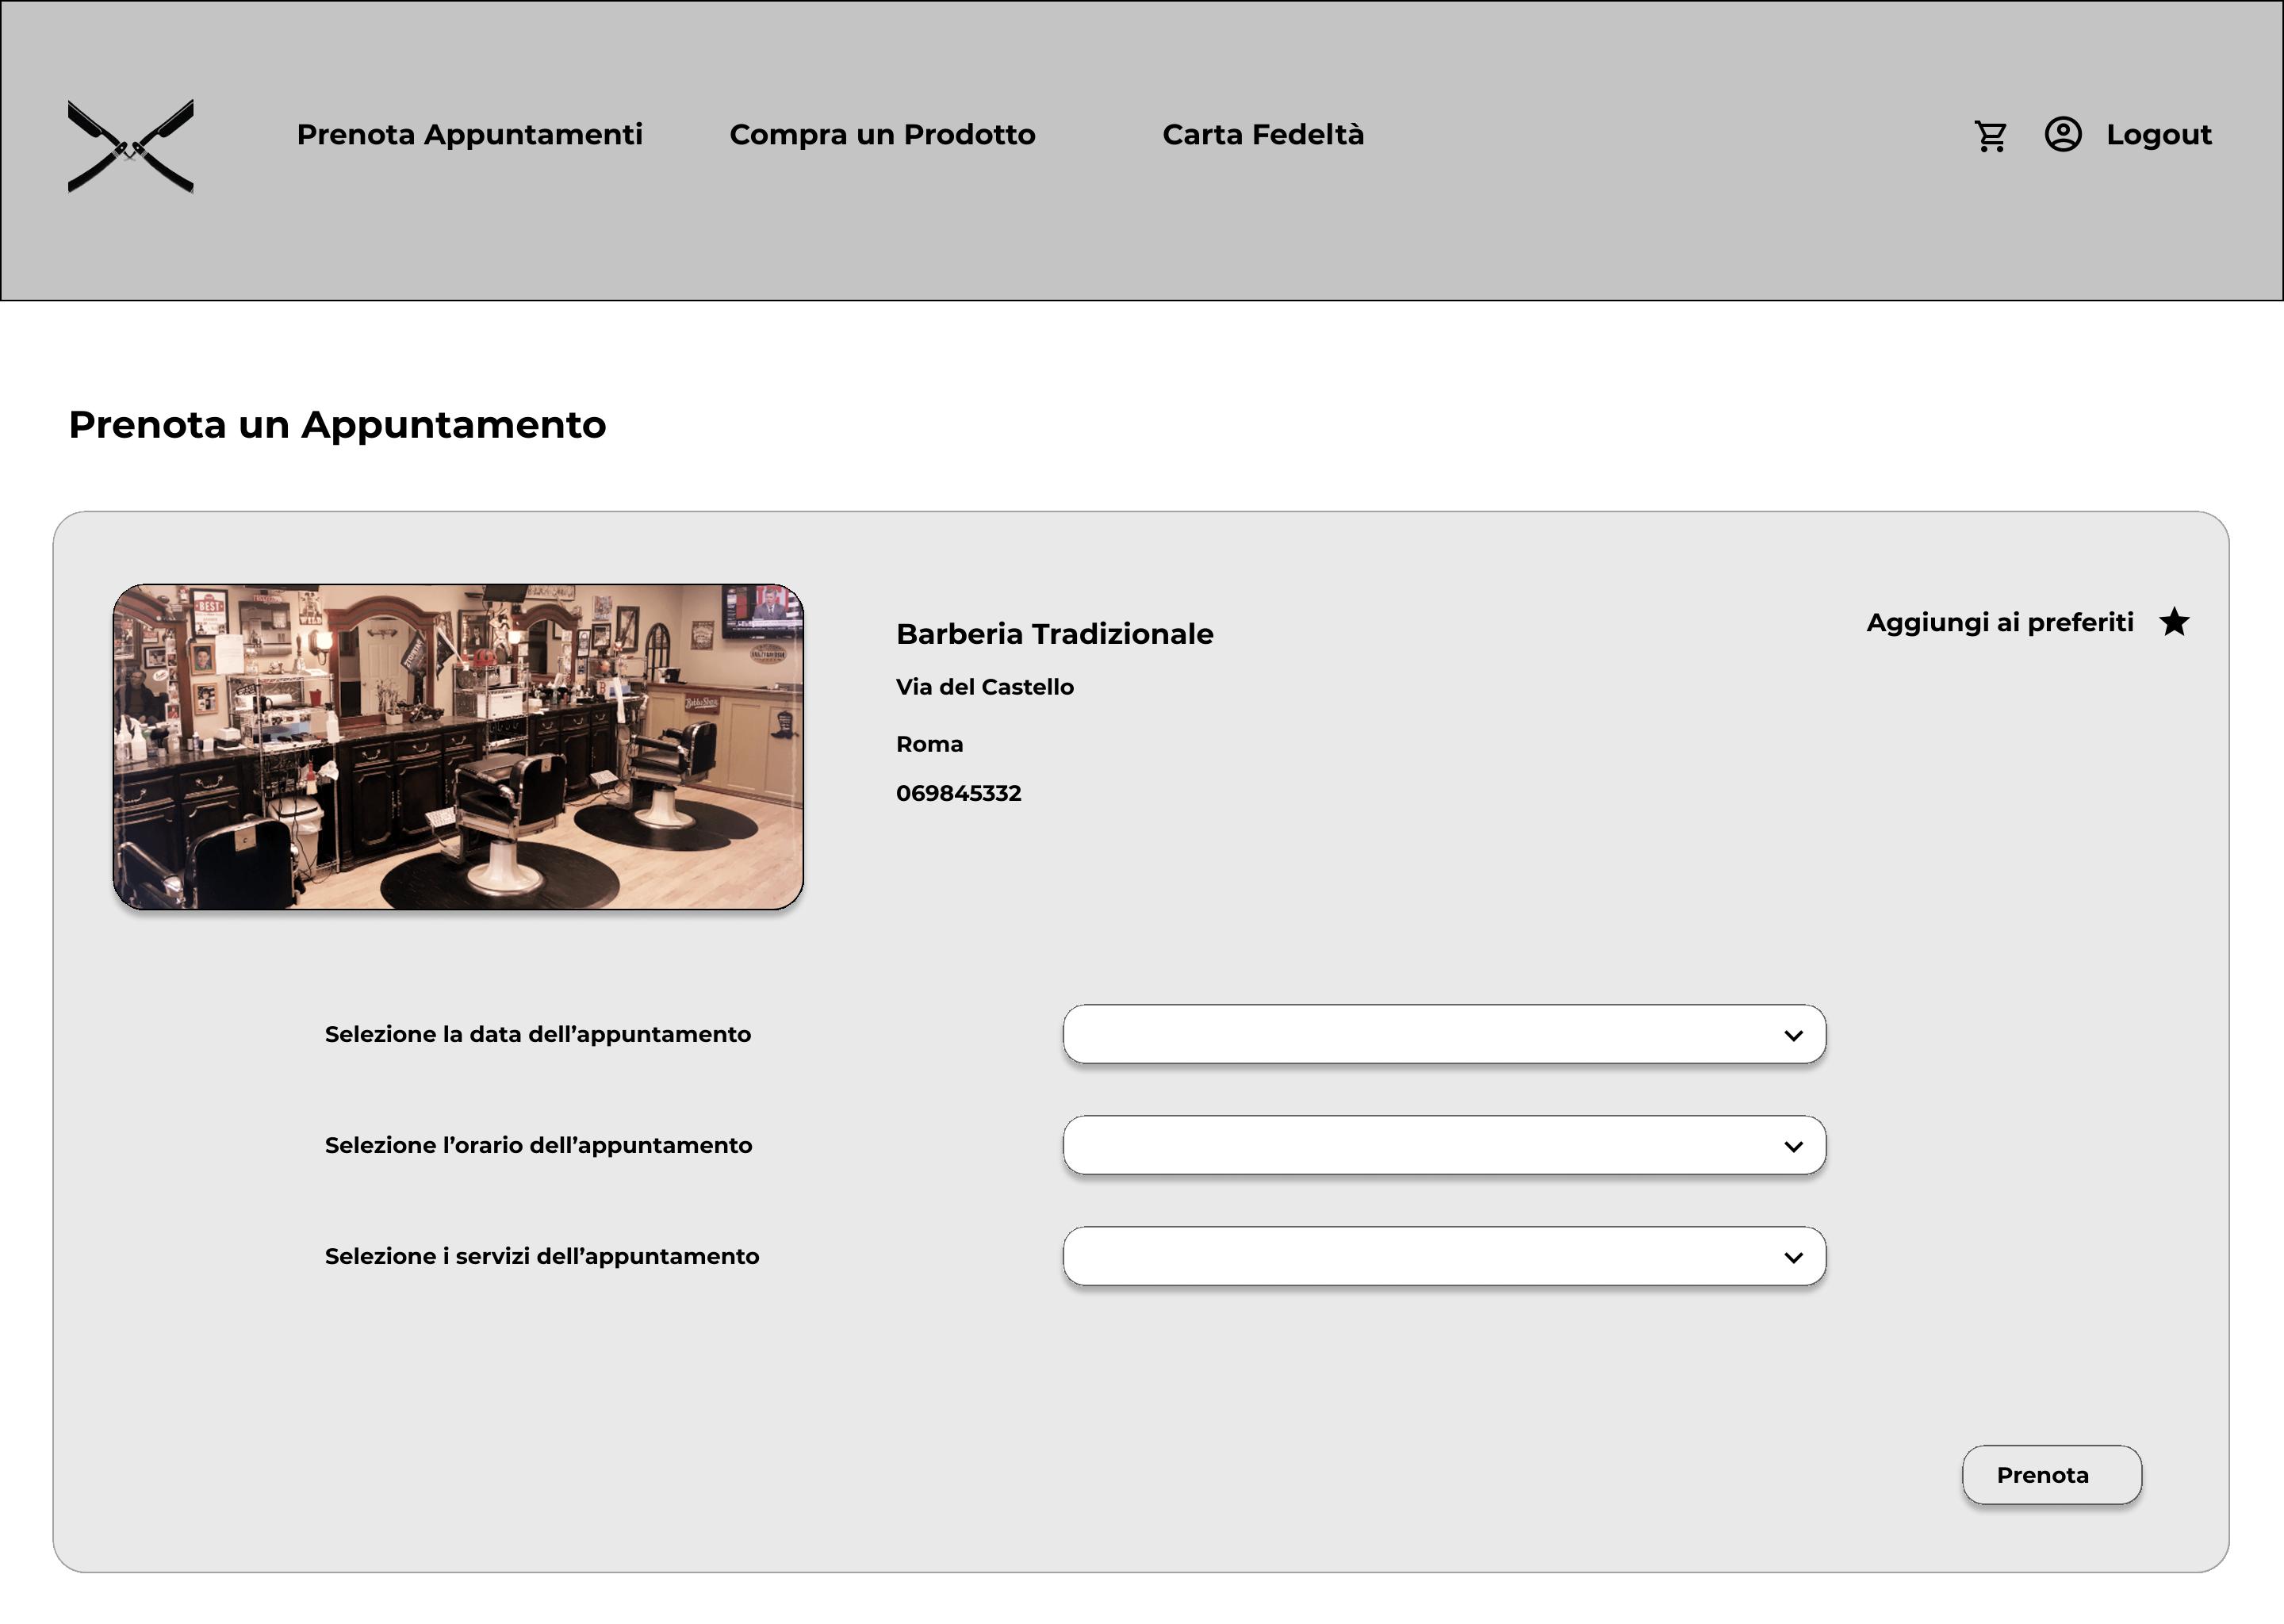 Prenota Appuntamenti
Compra un Prodotto
Carta Fedeltà
Logout
Prenota un Appuntamento
BEST
Barberia Tradizionale
Aggiungi ai preferiti
Via del Castello
Roma
069845332
Selezione la data dell’appuntamento
Selezione l’orario dell’appuntamento
Selezione i servizi dell’appuntamento
Prenota